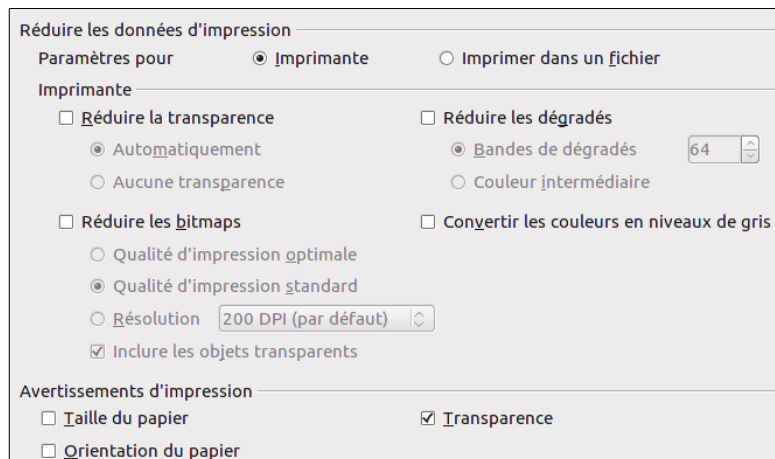 Réduire les données d'impression
Paramètres pour Imprimante Imprimer dans un fichier
Imprimante
Réduire la transparence Réduire les dégradés
Automatiquement Bandes de dégradés 64
Aucune transparence Couleur intermédiaire
Réduire les bitmaps Convertir les couleurs en niveaux de gris
Qualité d'impression optimale
Qualité d'impression standard
Résolution 200 DPI (par défaut)
Inclure les objets transparents
Avertissements d'impression
Taille du papier Transparence
Orientation du papier